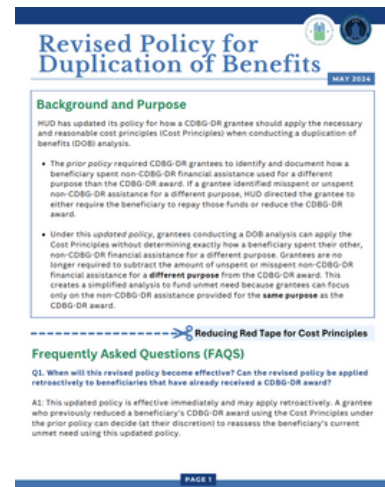 Revised Policy for
Duplication of Benefits
MAY 2024
Background and Purpose
HUD has updated its policy for how a CDBG-DR grantee should apply the necessary
and reasonable cost principles (Cost Principles) when conducting a duplication of
benefits (DOB) analysis.
• The prior policy required CDBG-DR grantees to identify and document how a
beneficiary spent non-CDBG-DR financial assistance used for a different
purpose than the CDBG-DR award. If a grantee identified misspent or unspent
non-CDBG-DR assistance for a different purpose, HUD directed the grantee to
either require the beneficiary to repay those funds or reduce the CDBG-DR
award.
• Under this updated policy, grantees conducting a DOB analysis can apply the
Cost Principles without determining exactly how a beneficiary spent their other,
non-CDBG-DR financial assistance for a different purpose. Grantees are no
longer required to subtract the amount of unspent or misspent non-CDBG-DR
financial assistance for a different purpose from the CDBG-DR award. This
creates a simplified analysis to fund unmet need because grantees can focus
only on the non-CDBG-DR assistance provided for the same purpose as the
CDBG-DR award.
Reducing Red Tape for Cost Principles
Frequently Asked Questions (FAQS)
Q1. When will this revised policy become effective? Can the revised policy be applied
retroactively to beneficiaries that have already received a CDBG-DR award?
A1: This updated policy is effective immediately and may apply retroactively. A grantee
who previously reduced a beneficiary's CDBG-DR award using the Cost Principles under
the prior policy can decide (at their discretion) to reassess the beneficiary's current
unmet need using this updated policy.
PAGE 1